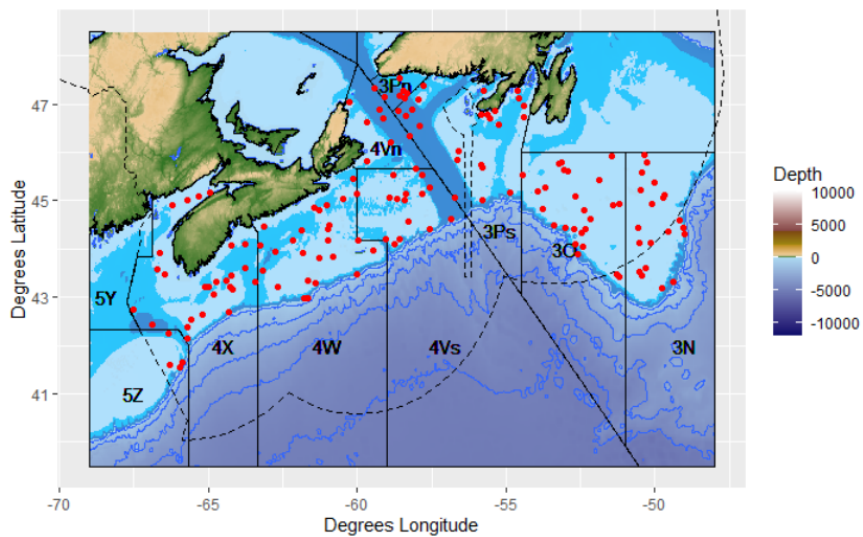 3Pn
47
4Vn
Depth
10000
45
5000
3Ps
3O
0
Degrees Latitude
5Y
-5000
43
-10000
4X
4W
4Vs
3N
5Z
41
-70
-65
-60
-55
-50
Degrees Longitude